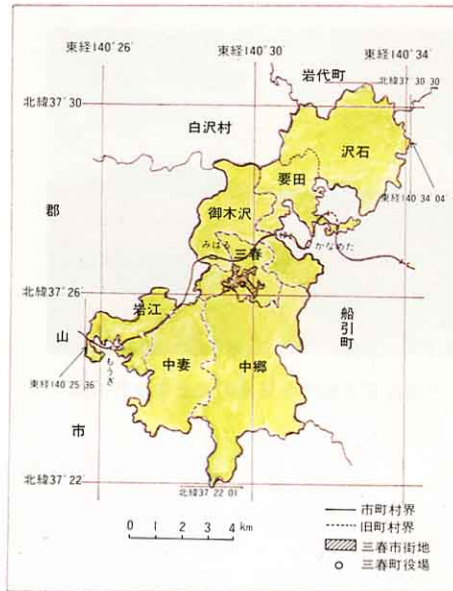 東経140°26　東経140°30　東経140°34
岩代町
北緯37°30 30
北緯37°30
白沢村
沢石
要田
東経140 34 04
郡
御木沢
みはる
かなめた
三春
北緯37°26
岩江
船引町
山
もうぎ
中妻
中郷
東経140 25 36
市
北緯37°22
北緯37 22 01
市町村界
0 1 2 3 4 km
旧町村界
三春市街地
三春町役場